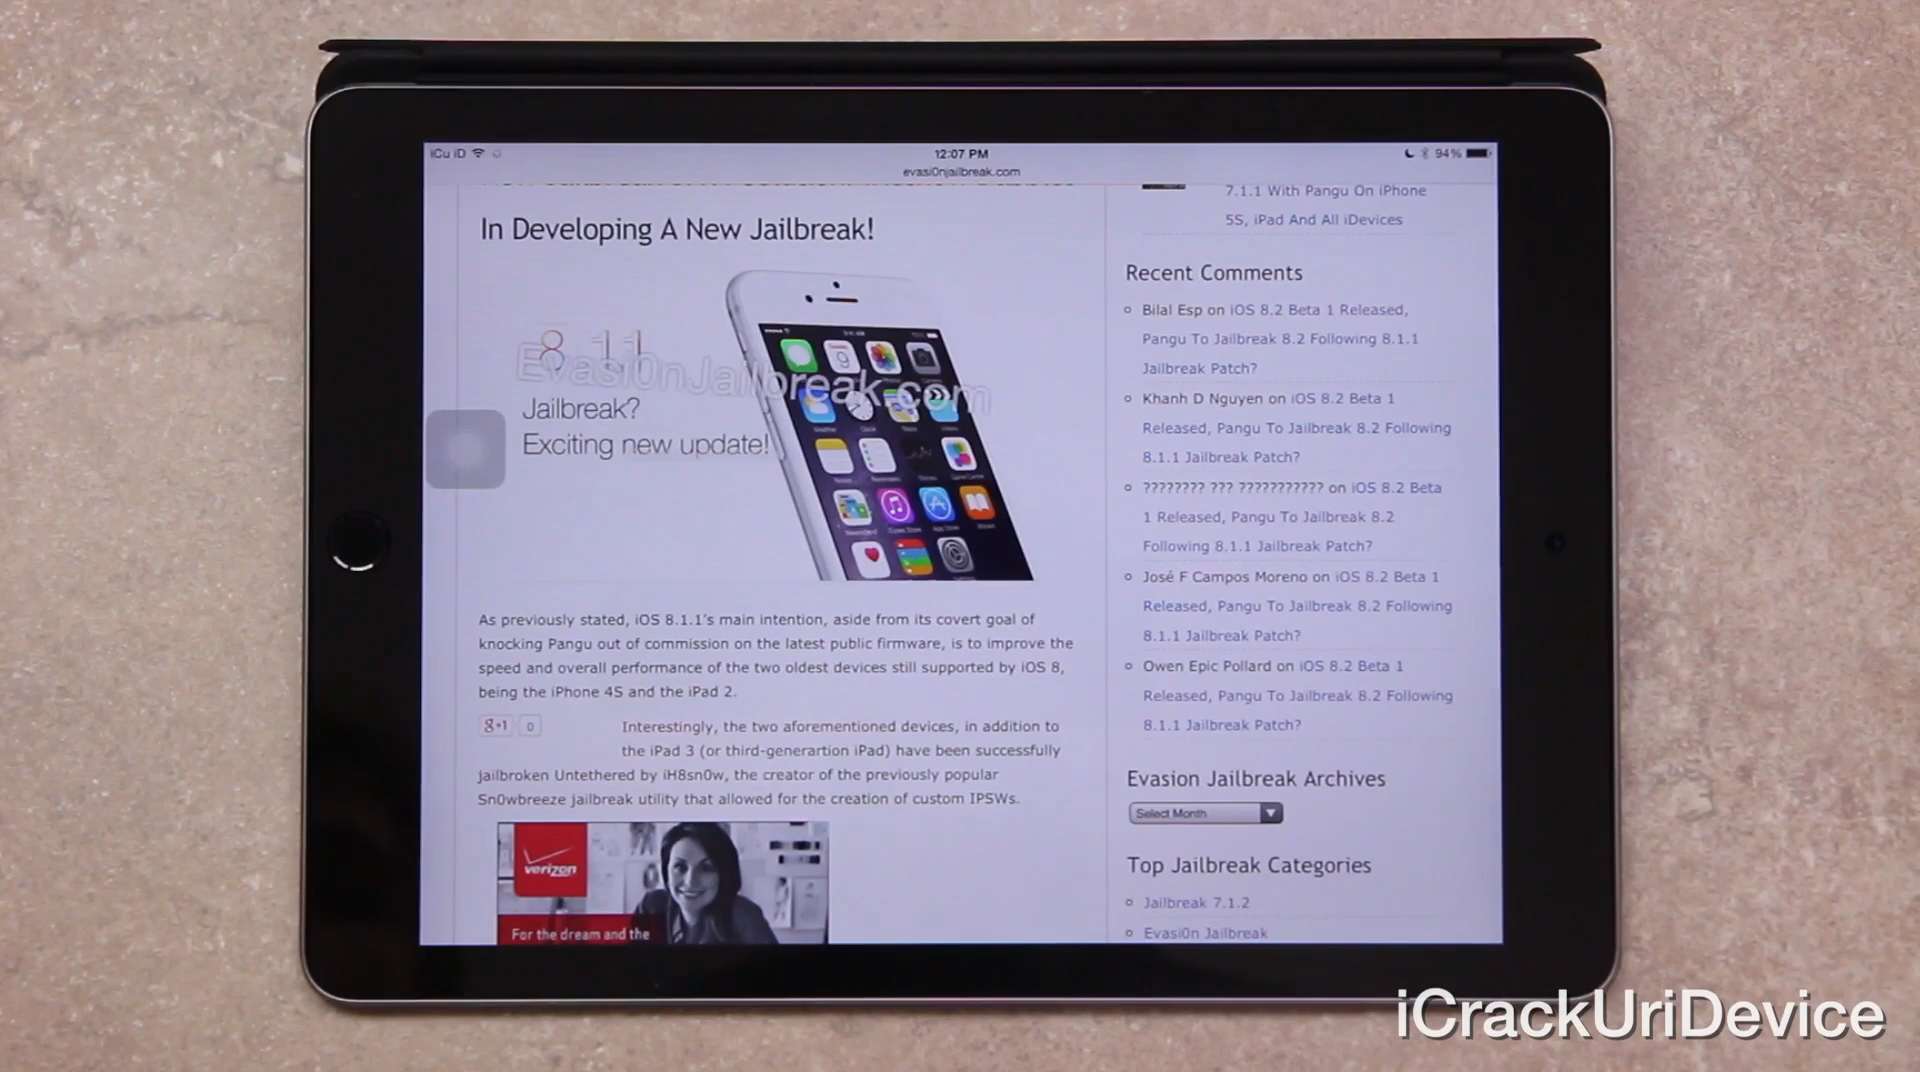 iCu iD
12:07 PM
94%
evasi0njailbreak.com
In Developing A New Jailbreak!
8.1.1
EvasiOnJailbreak.com
Jailbreak?
Exciting new update!
As previously stated, iOS 8.1.1's main intention, aside from its covert goal of
knocking Pangu out of commission on the latest public firmware, is to improve the
speed and overall performance of the two oldest devices still supported by iOS 8,
being the iPhone 4S and the iPad 2.
g+1 0
Interestingly, the two aforementioned devices, in addition to
the iPad 3 (or third-generartion iPad) have been successfully
jailbroken Untethered by iH8sn0w, the creator of the previously popular
Sn0wbreeze jailbreak utility that allowed for the creation of custom IPSWs.
verizon
For the dream and the
7.1.1 With Pangu On iPhone
5S, iPad And All iDevices
Recent Comments
Bilal Esp on iOS 8.2 Beta 1 Released,
Pangu To Jailbreak 8.2 Following 8.1.1
Jailbreak Patch?
Khanh D Nguyen on iOS 8.2 Beta 1
Released, Pangu To Jailbreak 8.2 Following
8.1.1 Jailbreak Patch?
???????? ??? ??????????? on iOS 8.2 Beta
1 Released, Pangu To Jailbreak 8.2
Following 8.1.1 Jailbreak Patch?
José F Campos Moreno on iOS 8.2 Beta 1
Released, Pangu To Jailbreak 8.2 Following
8.1.1 Jailbreak Patch?
Owen Epic Pollard on iOS 8.2 Beta 1
Released, Pangu To Jailbreak 8.2 Following
8.1.1 Jailbreak Patch?
Evasion Jailbreak Archives
Select Month
Top Jailbreak Categories
Jailbreak 7.1.2
Evasi0n Jailbreak
iCrackUriDevice